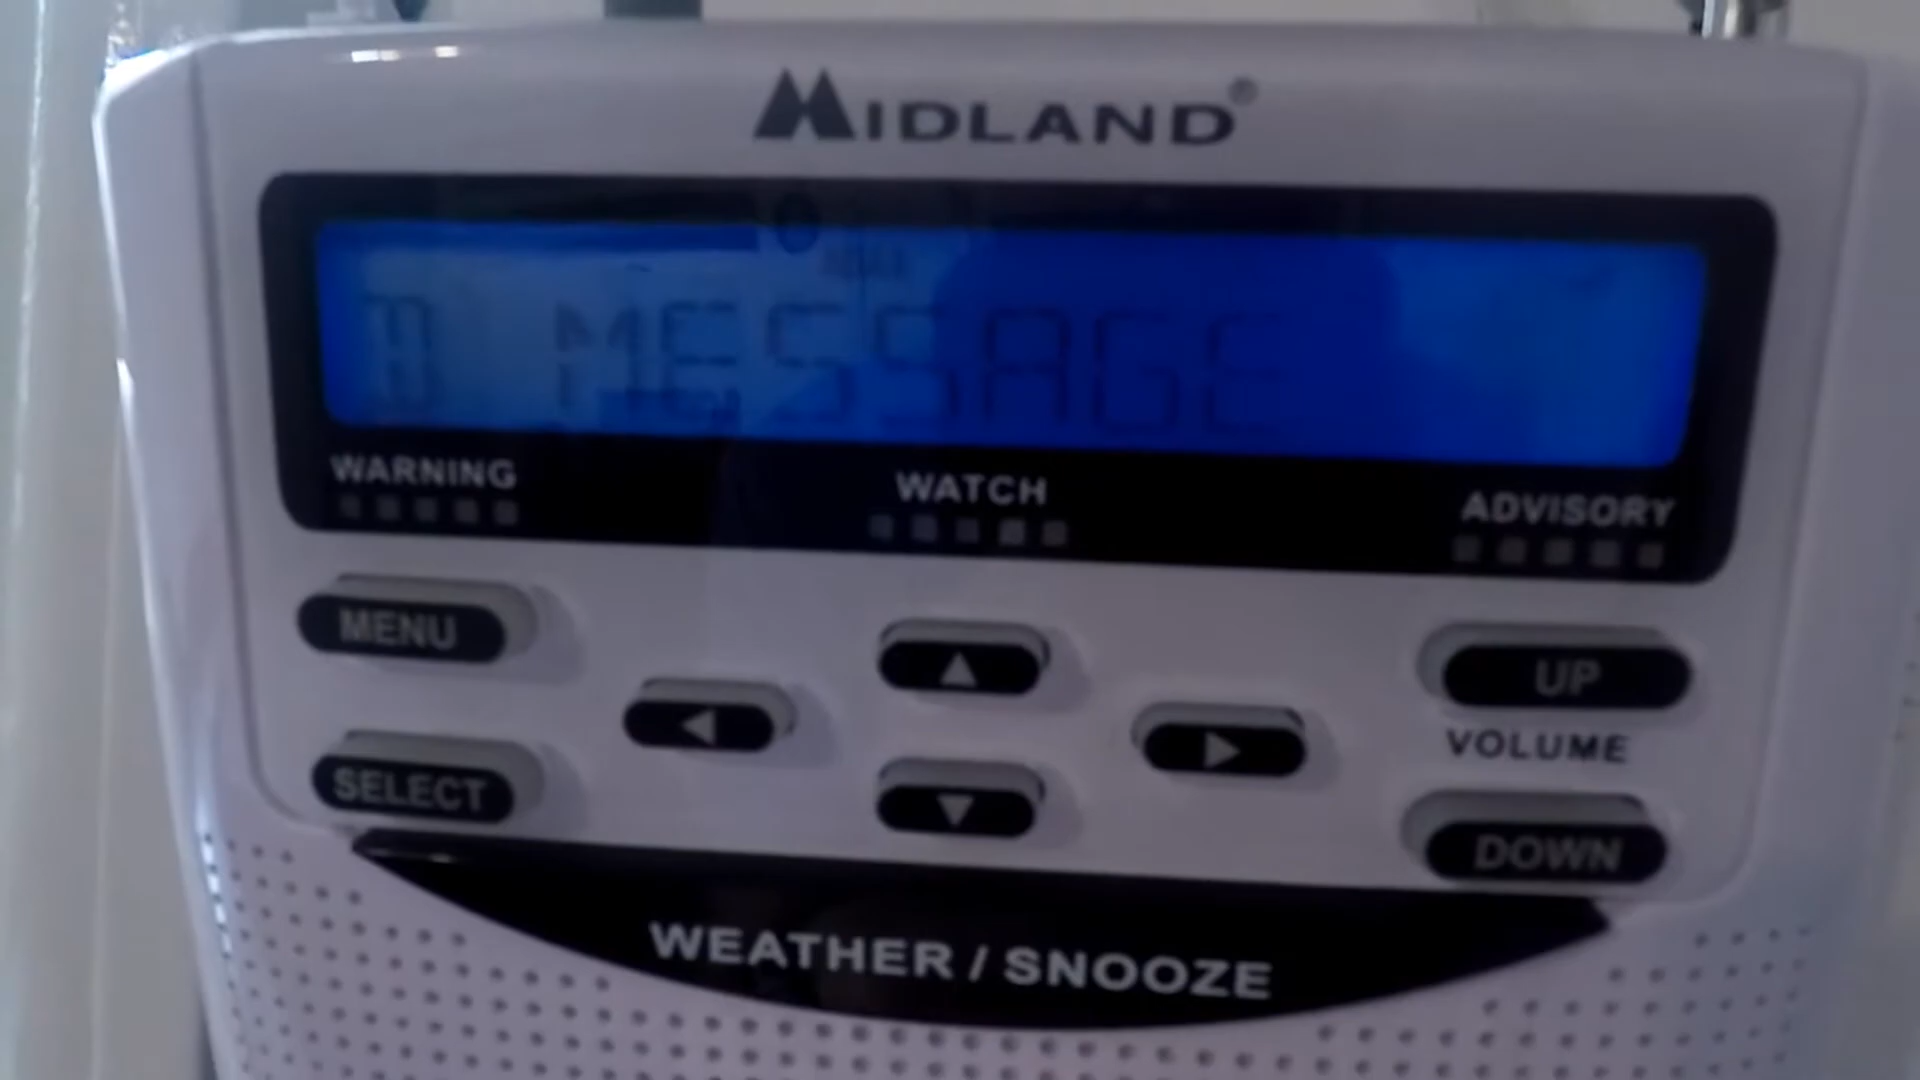 MIDLAND®
D MESSAGE
WARNING
WATCH
ADVISORY
MENU
UP
VOLUME
SELECT
DOWN
WEATHER / SNOOZE